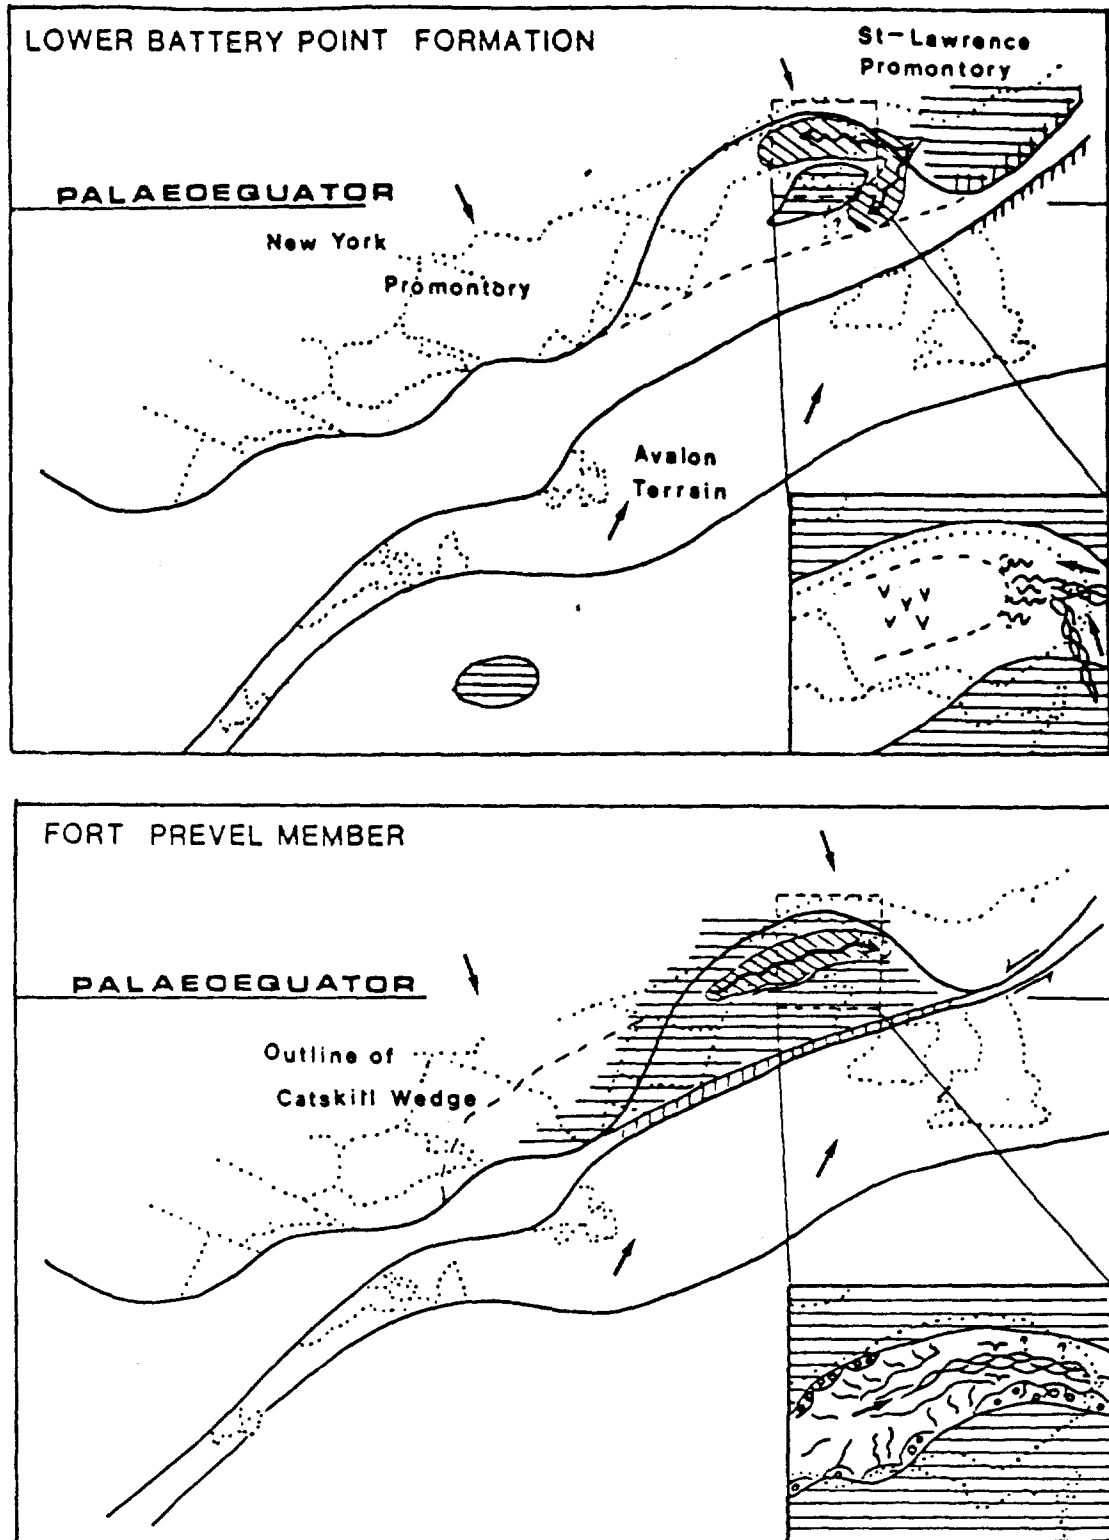 LOWER BATTERY POINT FORMATION
St-Lawrence
Promontory
PALAEOEQUATOR
New York
Promontory
Avalon
Terrain
FORT PREVEL MEMBER
PALAEOEQUATOR
Outline of
Catskill Wedge